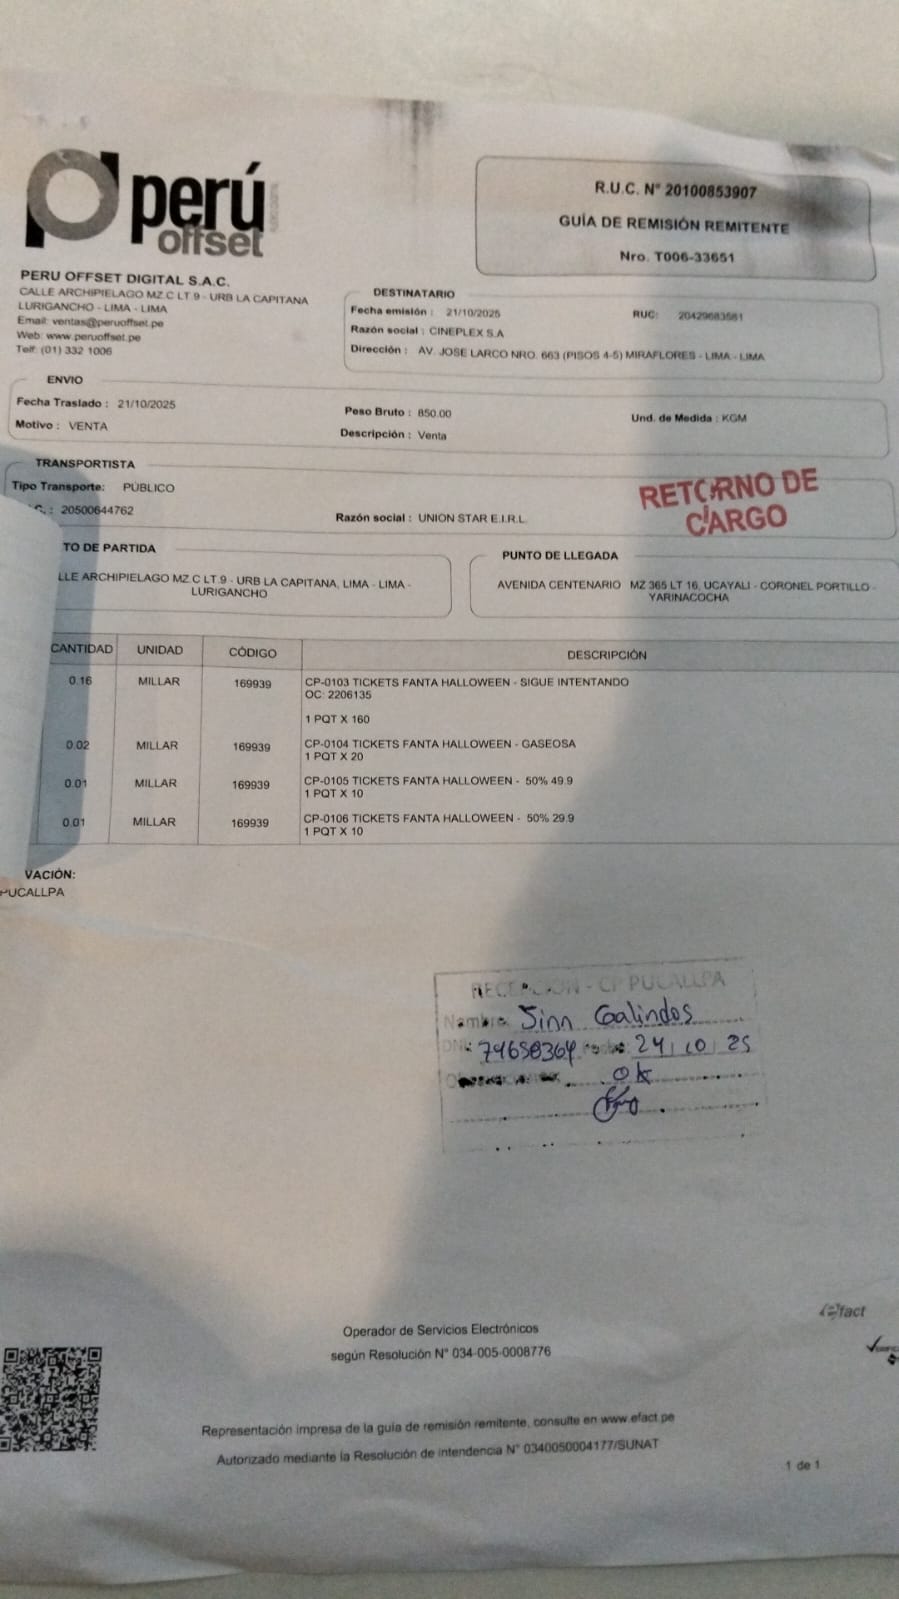 perú
offset
R.U.C. N° 20100853907
GUÍA DE REMISIÓN REMITENTE
Nro. T006-33651
PERU OFFSET DIGITAL S.A.C.
CALLE ARCHIPIELAGO MZ.C LT.9 - URB LA CAPITANA
LURIGANCHO - LIMA - LIMA
Email: ventas@peruoffset.pe
Web: www.peruoffset.pe
Telf: (01) 332 1006
DESTINATARIO
Fecha emisión : 21/10/2025 RUC: 20429683581
Razón social : CINEPLEX S.A
Dirección : AV. JOSE LARCO NRO. 663 (PISOS 4-5) MIRAFLORES - LIMA - LIMA
ENVIO
Fecha Traslado : 21/10/2025 Peso Bruto : 850.00 Und. de Medida : KGM
Motivo : VENTA Descripción : Venta
TRANSPORTISTA
Tipo Transporte: PÚBLICO
C. : 20500644762 Razón social : UNION STAR E.I.R.L.
RETORNO DE
CARGO
TO DE PARTIDA
LLE ARCHIPIELAGO MZ.C LT.9 - URB LA CAPITANA, LIMA - LIMA -
LURIGANCHO
PUNTO DE LLEGADA
AVENIDA CENTENARIO MZ 365 LT 16, UCAYALI - CORONEL PORTILLO -
YARINACOCHA
CANTIDAD UNIDAD CÓDIGO DESCRIPCIÓN
0.16 MILLAR 169939 CP-0103 TICKETS FANTA HALLOWEEN - SIGUE INTENTANDO
OC: 2206135
1 PQT X 160
0.02 MILLAR 169939 CP-0104 TICKETS FANTA HALLOWEEN - GASEOSA
1 PQT X 20
0.01 MILLAR 169939 CP-0105 TICKETS FANTA HALLOWEEN - 50% 49.9
1 PQT X 10
0.01 MILLAR 169939 CP-0106 TICKETS FANTA HALLOWEEN - 50% 29.9
1 PQT X 10
VACIÓN:
PUCALLPA
RECEPCION - CP PUCALLPA
Nombre: Jinn Galindos
DNI: 74658364 24 10 25
OK
efact
Operador de Servicios Electrónicos
según Resolución N° 034-005-0008776
Representación impresa de la guía de remisión remitente, consulte en www.efact.pe
Autorizado mediante la Resolución de intendencia N° 0340050004177/SUNAT
1 de 1